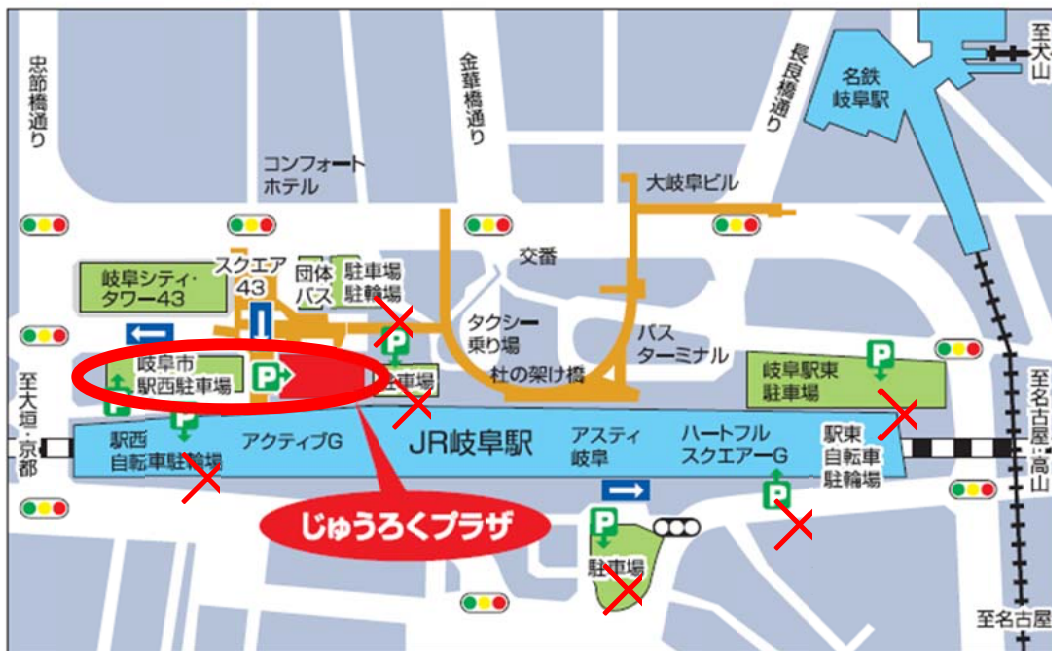 忠節橋通り
金華橋通り
長良橋通り
名鉄
岐阜駅
至犬山
コンフォート
ホテル
大岐阜ビル
交番
岐阜シティ・
タワー43
スクエア
43
団体
バス
駐車場
駐輪場
P
タクシー
乗り場
バス
ターミナル
杜の架け橋
岐阜市
駅西駐車場
P
P
駐車場
岐阜駅東
駐車場
P
至大垣・京都
至名古屋・高山
P
駅西
自転車駐輪場
アクティブG
JR岐阜駅
アスティ
岐阜
ハートフル
スクエアーG
駅東
自転車
駐輪場
P
じゅうろくプラザ
P
駐車場
至名古屋